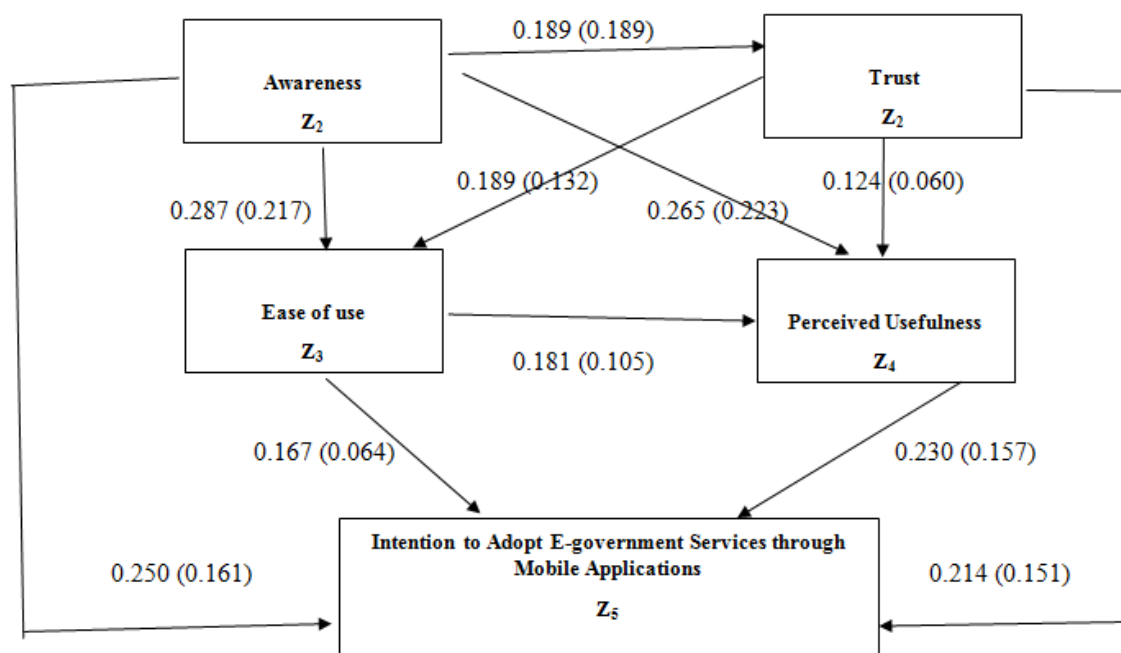 0.189 (0.189)
Awareness
Z₂
Trust
Z₂
0.287 (0.217)
0.189 (0.132)
0.265 (0.223)
0.124 (0.060)
Ease of use
Z₃
Perceived Usefulness
Z₄
0.181 (0.105)
0.167 (0.064)
0.230 (0.157)
Intention to Adopt E-government Services through
Mobile Applications
Z₅
0.250 (0.161)
0.214 (0.151)